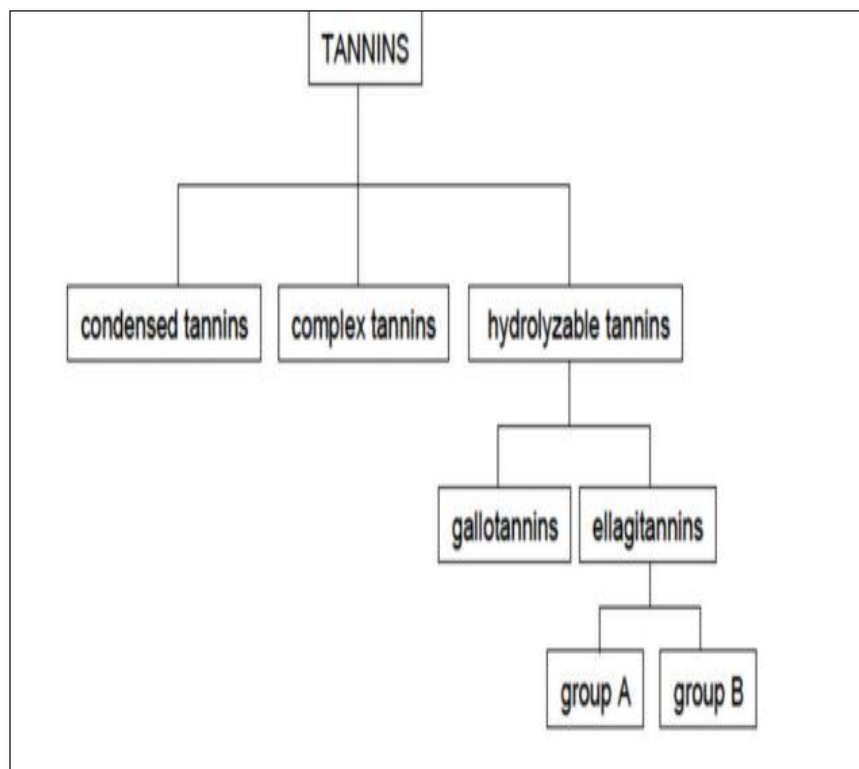 TANNINS
condensed tannins
complex tannins
hydrolyzable tannins
gallotannins
ellagitannins
group A
group B